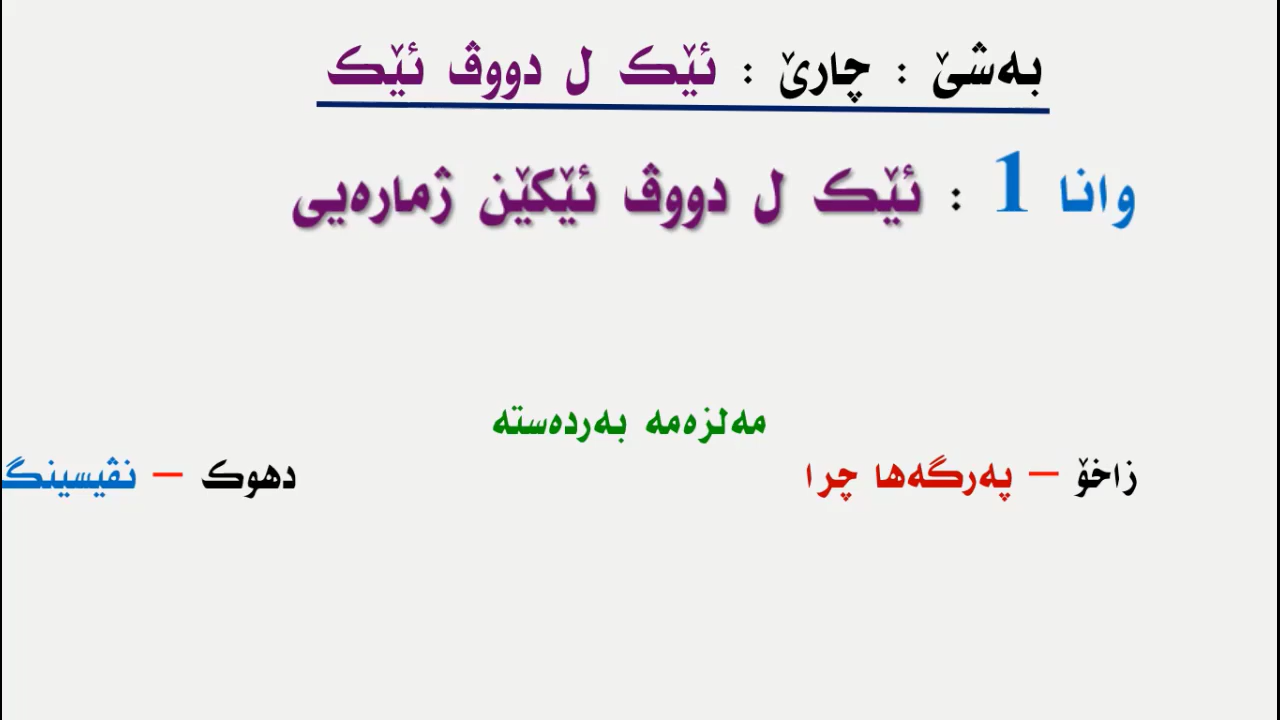 بەشێ : چارێ : ئێک ل دووڤ ئێک
وانا 1 : ئێک ل دووڤ ئێکێن ژمارەیی
مەلزەمە بەردەستە
زاخۆ – پەرگەها چرا دهوک – نڤیسینگ